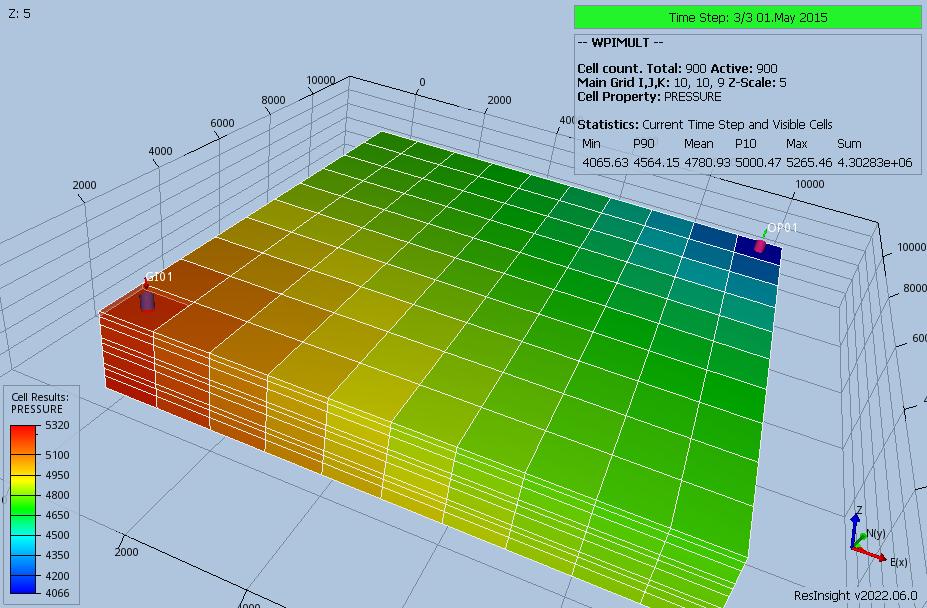 Z: 5
Time Step: 3/3 01.May 2015
-- WPIMULT --
Cell count. Total: 900 Active: 900
Main Grid I,J,K: 10, 10, 9 Z-Scale: 5
Cell Property: PRESSURE
Statistics: Current Time Step and Visible Cells
Min P90 Mean P10 Max Sum
4065.63 4564.15 4780.93 5000.47 5265.46 4.30283e+06
10000
0
8000
2000
6000
4000
2000
10000
OP01
10000
8000
GI01
Cell Results:
PRESSURE
5320
5100
4950
4800
4650
4500
4350
4200
4066
2000
Z
N(y)
E(x)
ResInsight v2022.06.0